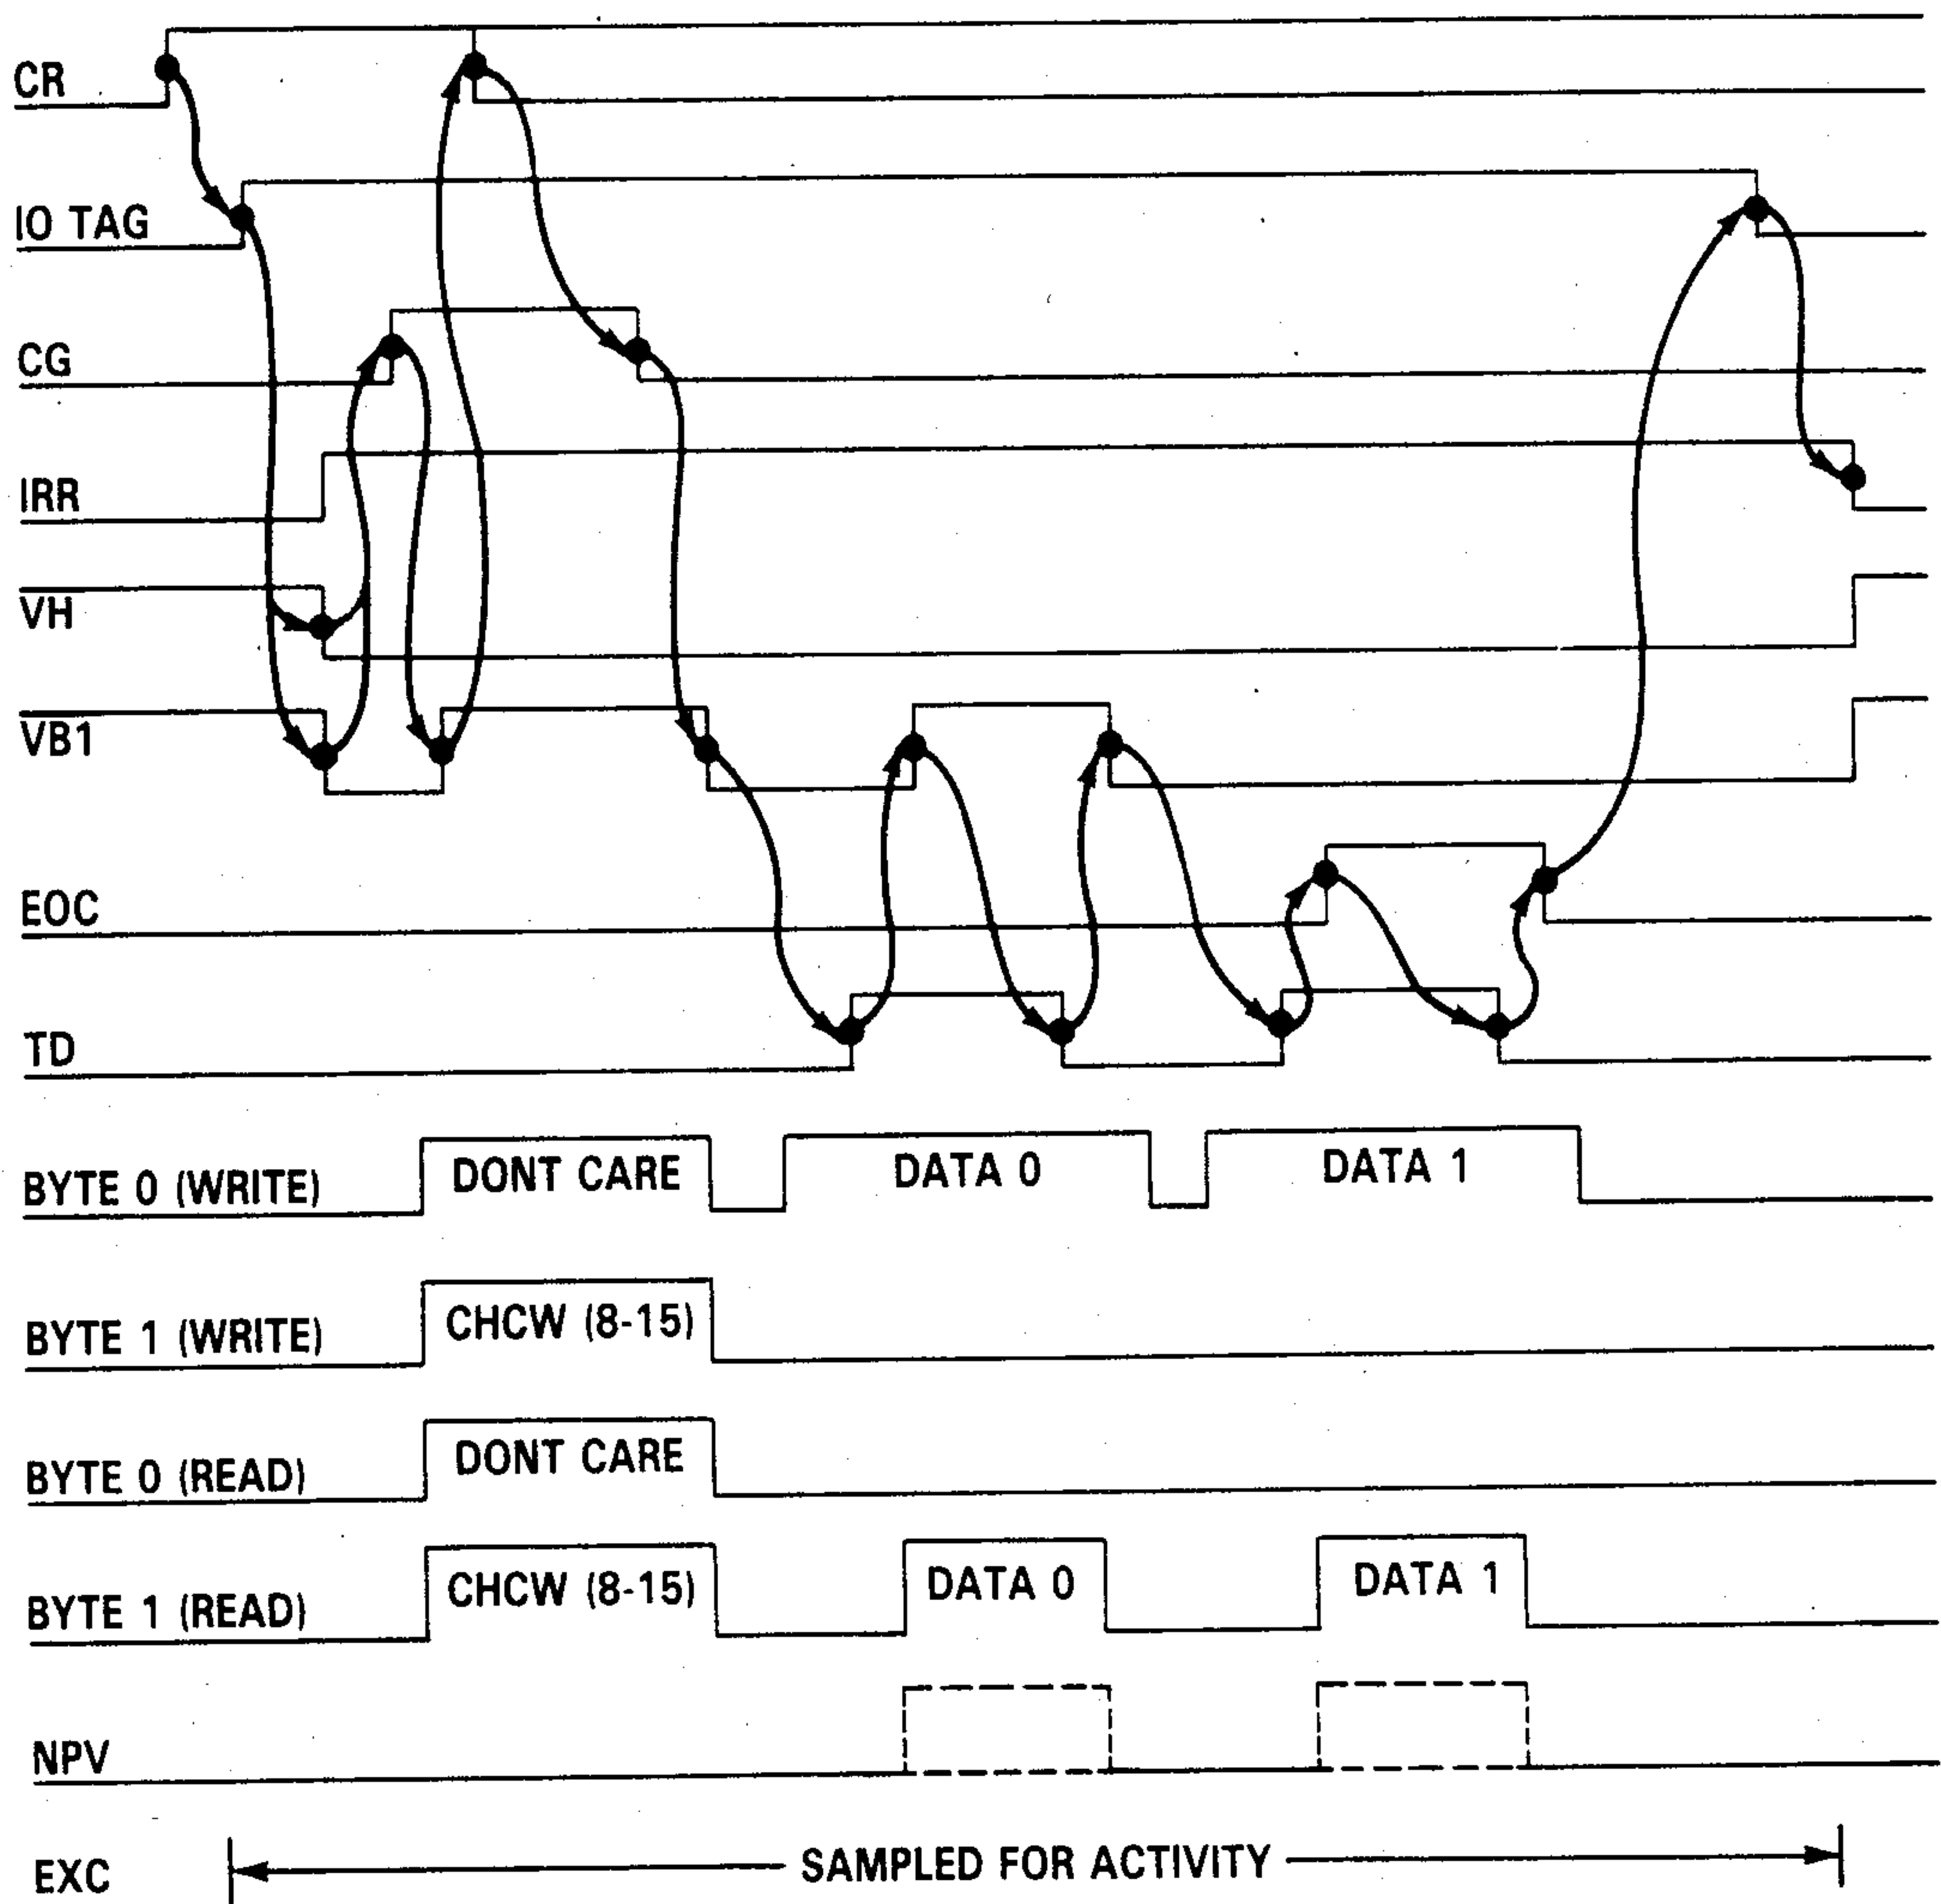 CR
IO TAG
CG
IRR
VH
VB1
EOC
TD
BYTE 0 (WRITE) DONT CARE DATA 0 DATA 1
BYTE 1 (WRITE) CHCW (8-15)
BYTE 0 (READ) DONT CARE
BYTE 1 (READ) CHCW (8-15) DATA 0 DATA 1
NPV
EXC SAMPLED FOR ACTIVITY